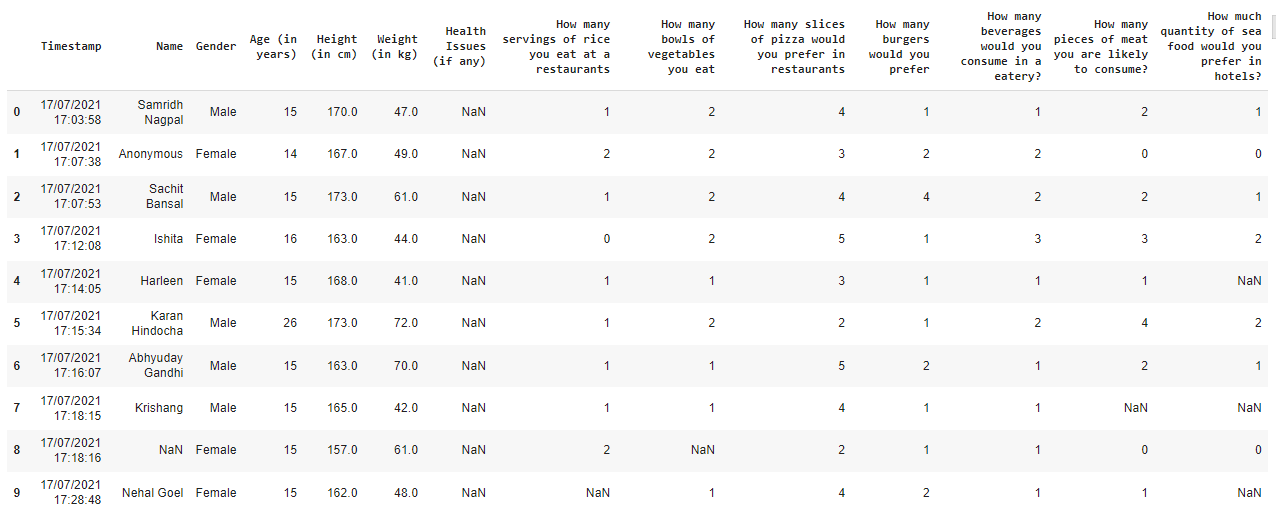 Timestamp Name Gender Age (in years) Height (in cm) Weight (in kg) Health Issues (if any) How many servings of rice you eat at a restaurants How many bowls of vegetables you eat How many slices of pizza would you prefer in restaurants How many burgers would you prefer How many beverages would you consume in a eatery? How many pieces of meat you are likely to consume? How much quantity of sea food would you prefer in hotels?
0 17/07/2021 17:03:58 Samridh Nagpal Male 15 170.0 47.0 NaN 1 2 4 1 1 2 1
1 17/07/2021 17:07:38 Anonymous Female 14 167.0 49.0 NaN 2 2 3 2 2 0 0
2 17/07/2021 17:07:53 Sachit Bansal Male 15 173.0 61.0 NaN 1 2 4 4 2 2 1
3 17/07/2021 17:12:08 Ishita Female 16 163.0 44.0 NaN 0 2 5 1 3 3 2
4 17/07/2021 17:14:05 Harleen Female 15 168.0 41.0 NaN 1 1 3 1 1 1 NaN
5 17/07/2021 17:15:34 Karan Hindocha Male 26 173.0 72.0 NaN 1 2 2 1 2 4 2
6 17/07/2021 17:16:07 Abhyuday Gandhi Male 15 163.0 70.0 NaN 1 1 5 2 1 2 1
7 17/07/2021 17:18:15 Krishang Male 15 165.0 42.0 NaN 1 1 4 1 1 NaN NaN
8 17/07/2021 17:18:16 NaN Female 15 157.0 61.0 NaN 2 NaN 2 1 1 0 0
9 17/07/2021 17:28:48 Nehal Goel Female 15 162.0 48.0 NaN NaN 1 4 2 1 1 NaN